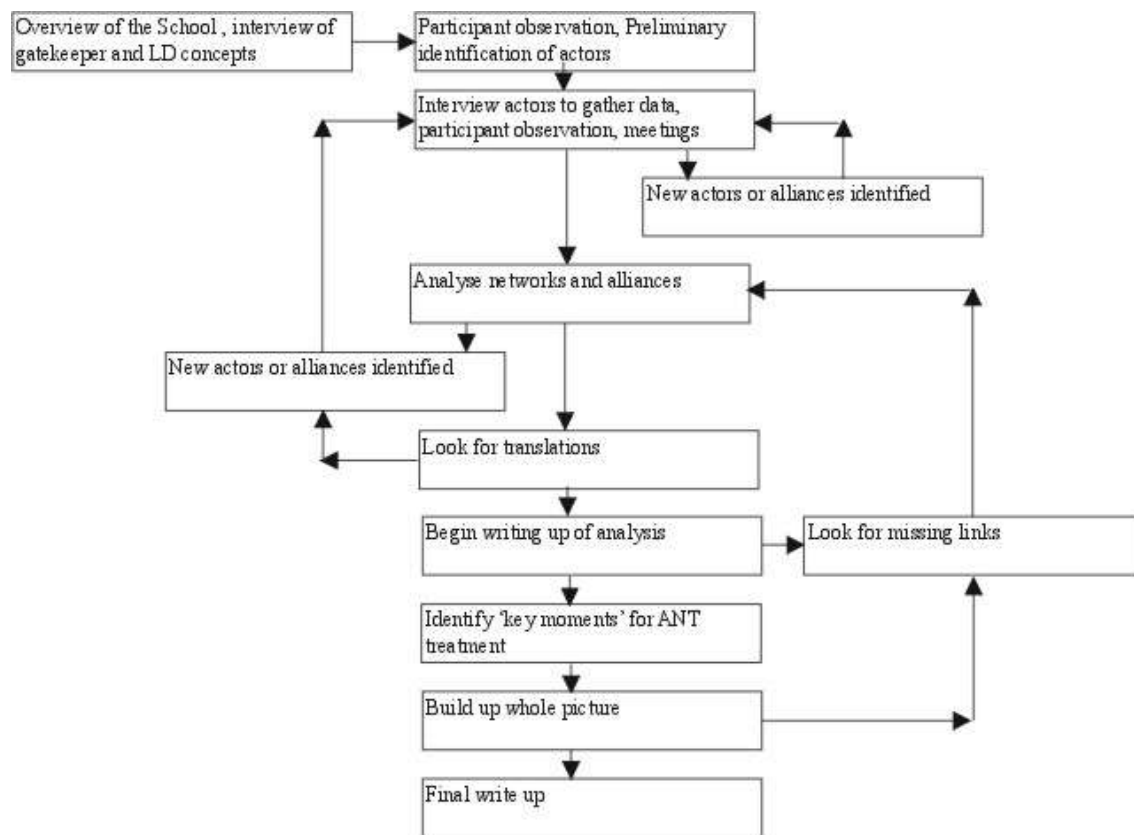 Overview of the School , interview of
gatekeeper and LD concepts
Participant observation, Preliminary
identification of actors
Interview actors to gather data,
participant observation, meetings
New actors or alliances identified
Analyse networks and alliances
New actors or alliances identified
Look for translations
Begin writing up of analysis
Look for missing links
Identify ‘key moments’ for ANT
treatment
Build up whole picture
Final write up